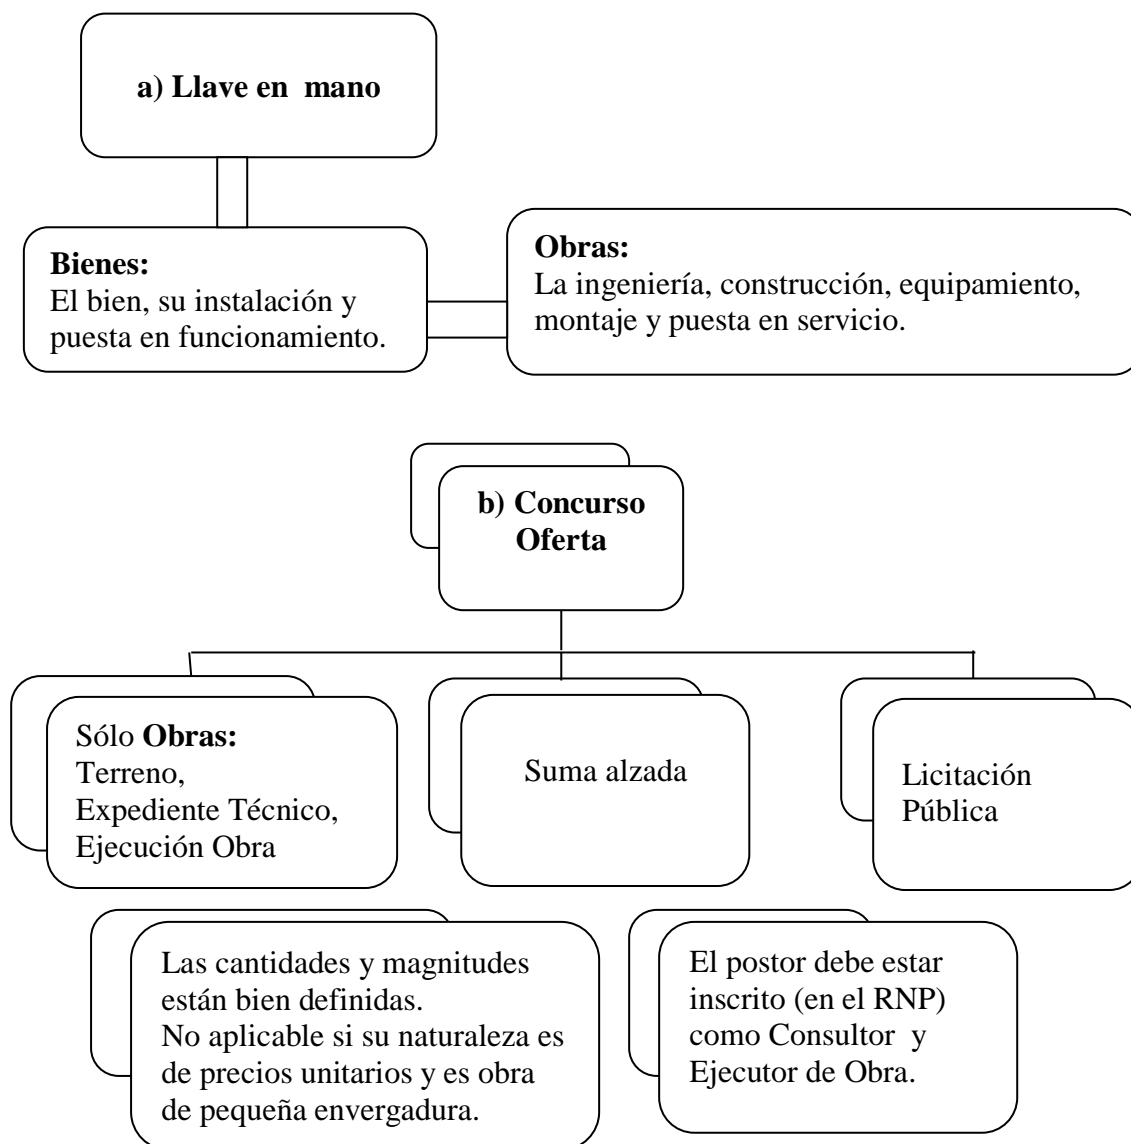 a) Llave en mano
Bienes:
El bien, su instalación y
puesta en funcionamiento.
Obras:
La ingeniería, construcción, equipamiento,
montaje y puesta en servicio.
b) Concurso
Oferta
Sólo Obras:
Terreno,
Expediente Técnico,
Ejecución Obra
Suma alzada
Licitación
Pública
Las cantidades y magnitudes
están bien definidas.
No aplicable si su naturaleza es
de precios unitarios y es obra
de pequeña envergadura.
El postor debe estar
inscrito (en el RNP)
como Consultor y
Ejecutor de Obra.